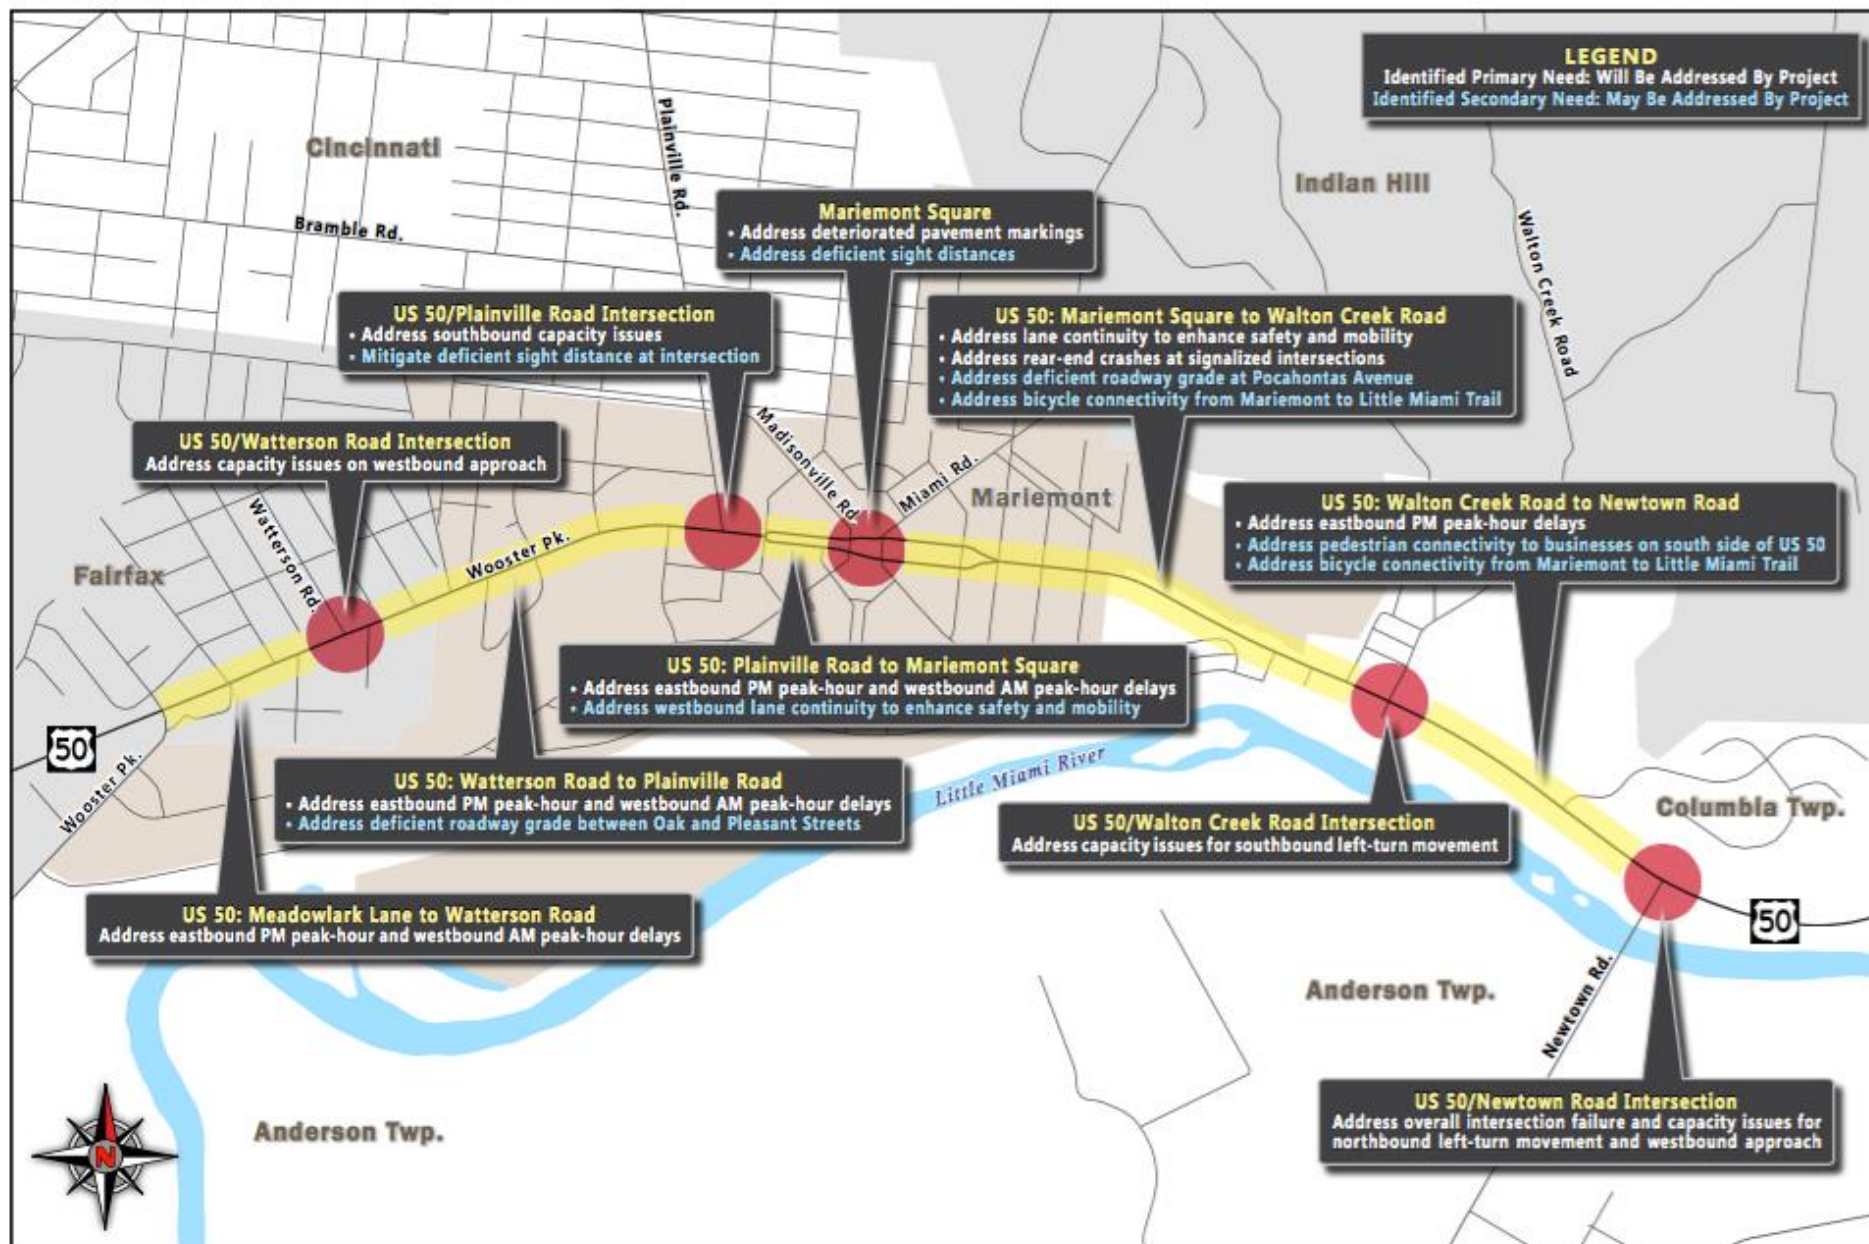 LEGEND
Identified Primary Need: Will Be Addressed By Project
Identified Secondary Need: May Be Addressed By Project
Cincinnati
Plainville Rd.
Indian Hill
Bramble Rd.
Walton Creek Road
Mariemont Square
• Address deteriorated pavement markings
• Address deficient sight distances
US 50/Plainville Road Intersection
• Address southbound capacity issues
• Mitigate deficient sight distance at intersection
US 50: Mariemont Square to Walton Creek Road
• Address lane continuity to enhance safety and mobility
• Address rear-end crashes at signalized intersections
• Address deficient roadway grade at Pocahontas Avenue
• Address bicycle connectivity from Mariemont to Little Miami Trail
US 50/Watterson Road Intersection
Address capacity issues on westbound approach
Madisonville Rd.
Miami Rd.
Mariemont
US 50: Walton Creek Road to Newtown Road
• Address eastbound PM peak-hour delays
• Address pedestrian connectivity to businesses on south side of US 50
• Address bicycle connectivity from Mariemont to Little Miami Trail
Watterson Rd.
Wooster Pk.
Fairfax
US 50: Plainville Road to Mariemont Square
• Address eastbound PM peak-hour and westbound AM peak-hour delays
• Address westbound lane continuity to enhance safety and mobility
50
Wooster Pk.
US 50: Watterson Road to Plainville Road
• Address eastbound PM peak-hour and westbound AM peak-hour delays
• Address deficient roadway grade between Oak and Pleasant Streets
Little Miami River
Columbia Twp.
US 50/Walton Creek Road Intersection
Address capacity issues for southbound left-turn movement
US 50: Meadowlark Lane to Watterson Road
Address eastbound PM peak-hour and westbound AM peak-hour delays
50
Anderson Twp.
Newtown Rd.
US 50/Newtown Road Intersection
Address overall intersection failure and capacity issues for
northbound left-turn movement and westbound approach
Anderson Twp.
N